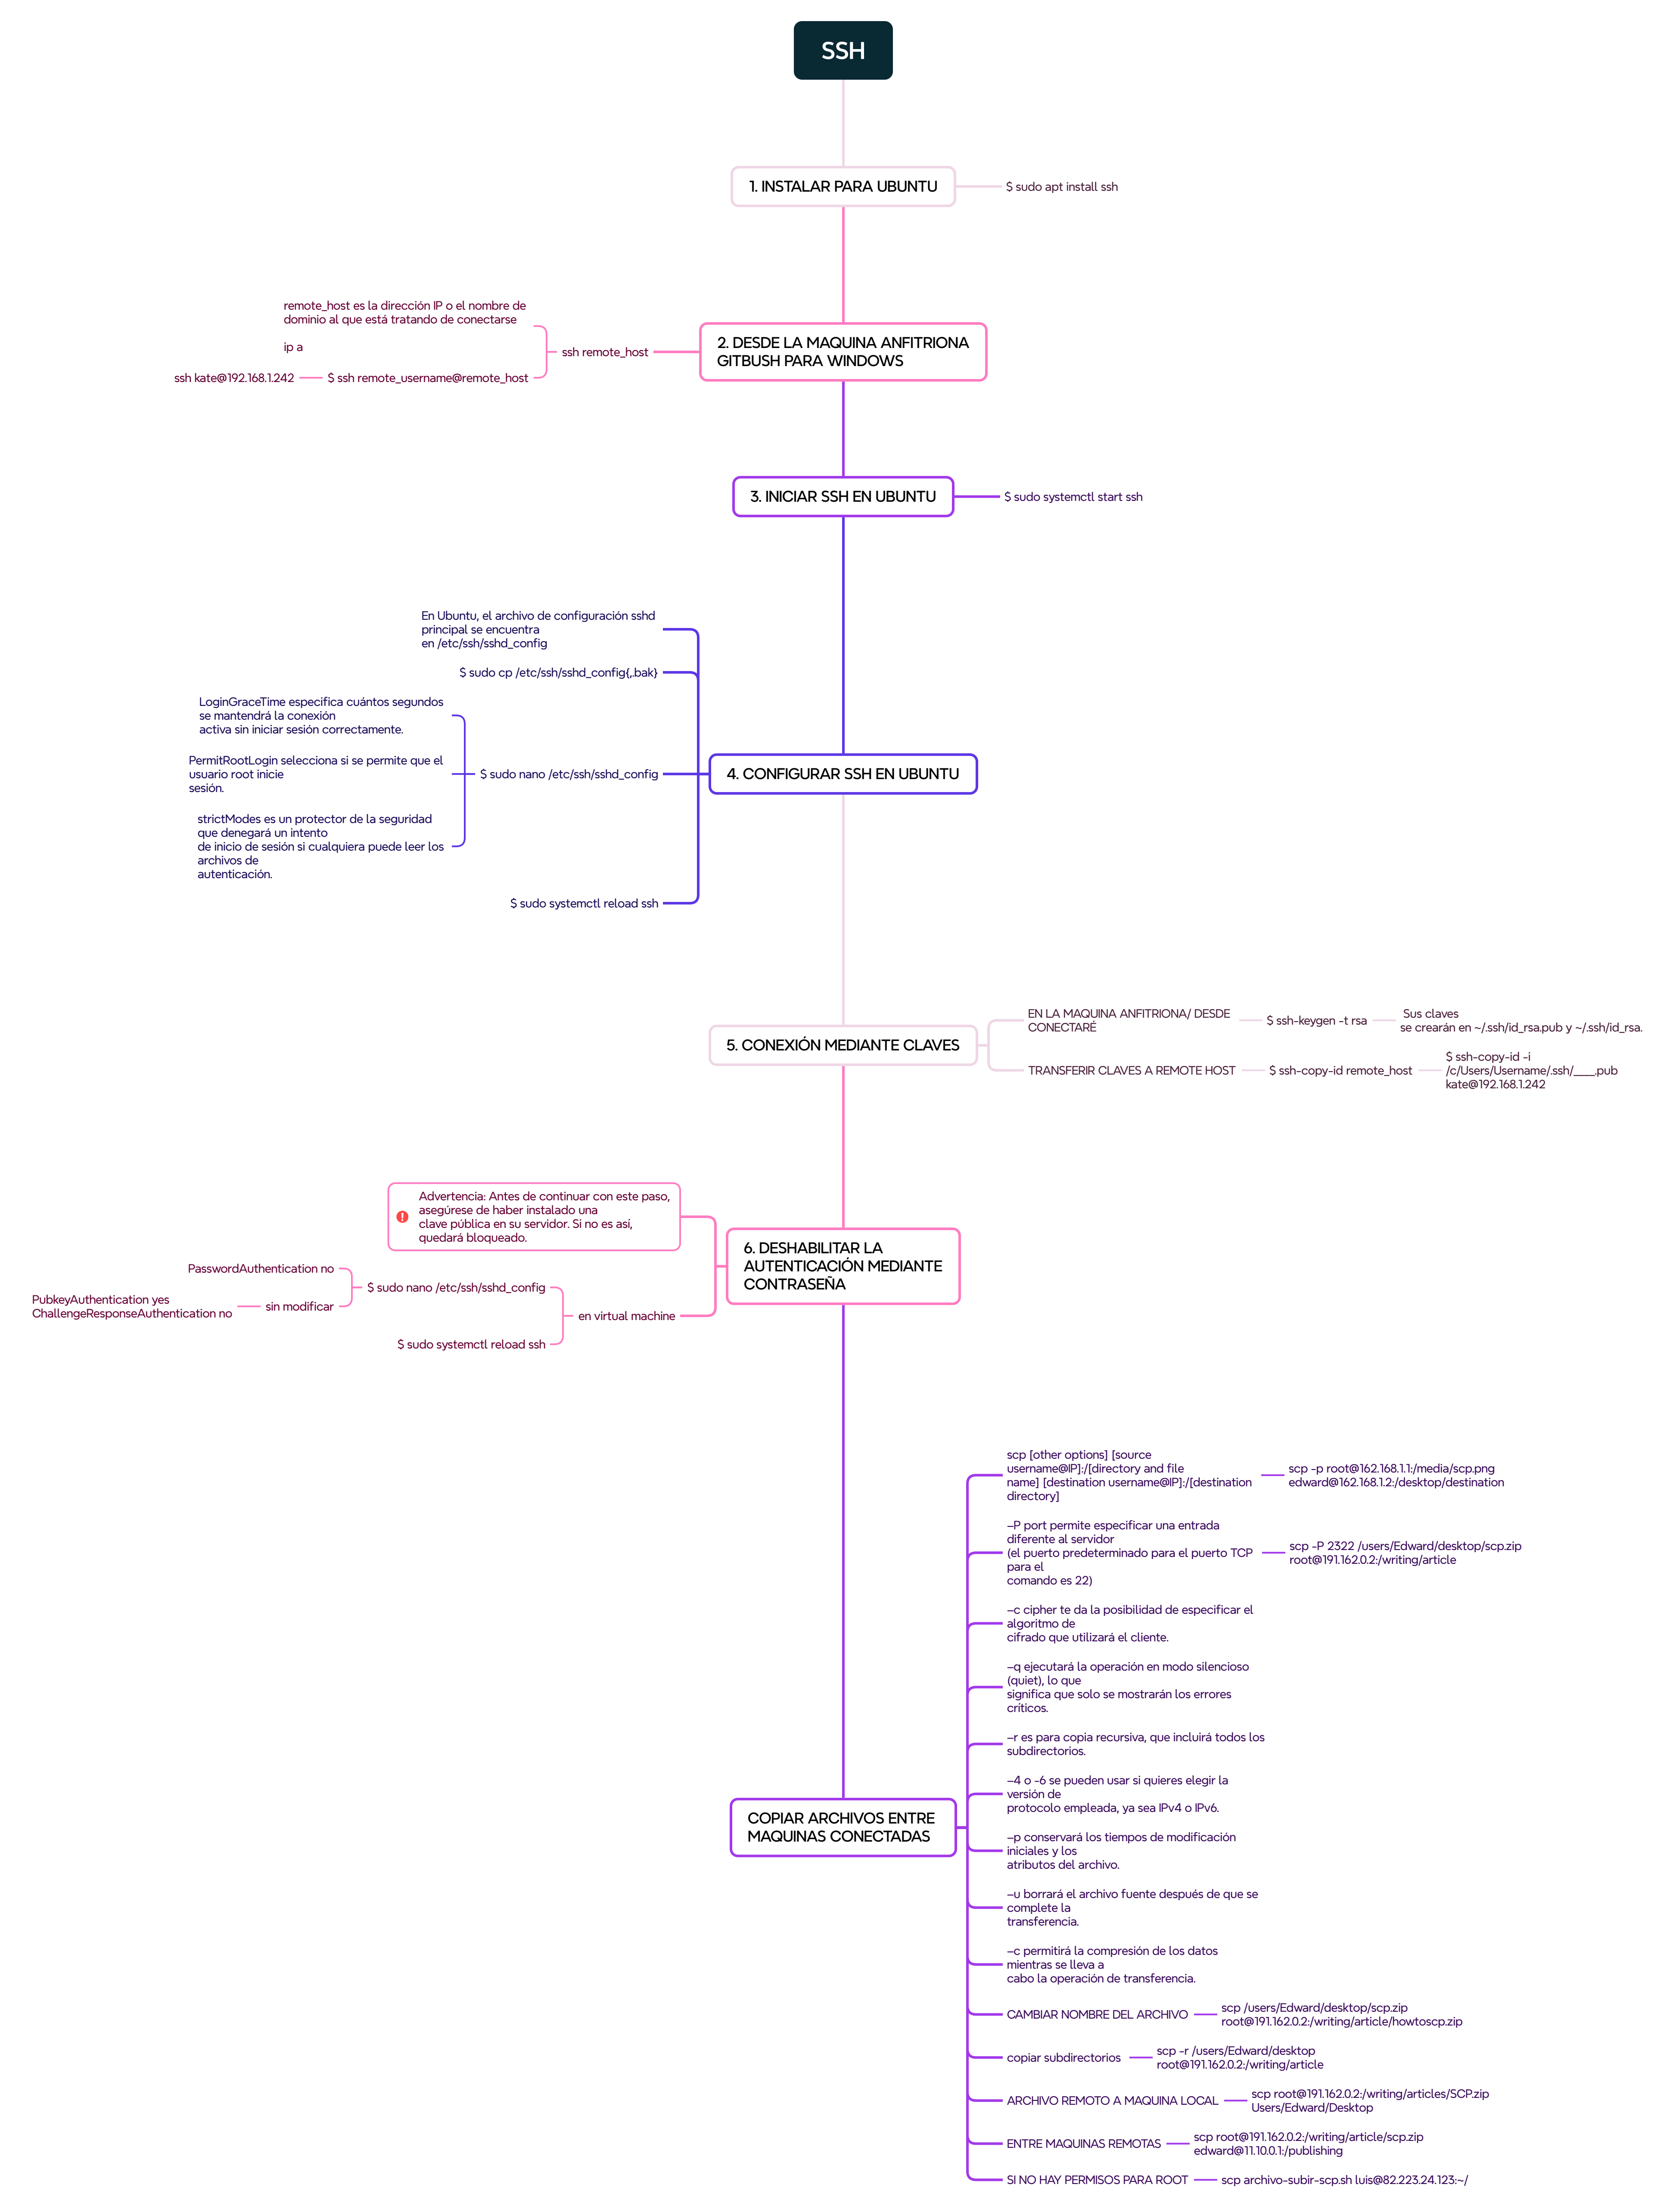 SSH
1. INSTALAR PARA UBUNTU
$ sudo apt install ssh
2. DESDE LA MAQUINA ANFITRIONA
GITBUSH PARA WINDOWS
ssh remote_host
remote_host es la dirección IP o el nombre de
dominio al que está tratando de conectarse
ip a
$ ssh remote_username@remote_host
ssh kate@192.168.1.242
3. INICIAR SSH EN UBUNTU
$ sudo systemctl start ssh
4. CONFIGURAR SSH EN UBUNTU
En Ubuntu, el archivo de configuración sshd
principal se encuentra
en /etc/ssh/sshd_config
$ sudo cp /etc/ssh/sshd_config{,.bak}
$ sudo nano /etc/ssh/sshd_config
LoginGraceTime especifica cuántos segundos
se mantendrá la conexión
activa sin iniciar sesión correctamente.
PermitRootLogin selecciona si se permite que el
usuario root inicie
sesión.
strictModes es un protector de la seguridad
que denegará un intento
de inicio de sesión si cualquiera puede leer los
archivos de
autenticación.
$ sudo systemctl reload ssh
5. CONEXIÓN MEDIANTE CLAVES
EN LA MAQUINA ANFITRIONA/ DESDE
CONECTARÉ
$ ssh-keygen -t rsa
Sus claves
se crearán en ~/.ssh/id_rsa.pub y ~/.ssh/id_rsa.
TRANSFERIR CLAVES A REMOTE HOST
$ ssh-copy-id remote_host
$ ssh-copy-id -i
/c/Users/Username/.ssh/____.pub
kate@192.168.1.242
6. DESHABILITAR LA
AUTENTICACIÓN MEDIANTE
CONTRASEÑA
Advertencia: Antes de continuar con este paso,
asegúrese de haber instalado una
clave pública en su servidor. Si no es así,
quedará bloqueado.
en virtual machine
$ sudo nano /etc/ssh/sshd_config
PasswordAuthentication no
sin modificar
PubkeyAuthentication yes
ChallengeResponseAuthentication no
$ sudo systemctl reload ssh
COPIAR ARCHIVOS ENTRE
MAQUINAS CONECTADAS
scp [other options] [source
username@IP]:/[directory and file
name] [destination username@IP]:/[destination
directory]
scp -p root@162.168.1.1:/media/scp.png
edward@162.168.1.2:/desktop/destination
–P port permite especificar una entrada
diferente al servidor
(el puerto predeterminado para el puerto TCP
para el
comando es 22)
scp -P 2322 /users/Edward/desktop/scp.zip
root@191.162.0.2:/writing/article
–c cipher te da la posibilidad de especificar el
algoritmo de
cifrado que utilizará el cliente.
–q ejecutará la operación en modo silencioso
(quiet), lo que
significa que solo se mostrarán los errores
críticos.
–r es para copia recursiva, que incluirá todos los
subdirectorios.
–4 o -6 se pueden usar si quieres elegir la
versión de
protocolo empleada, ya sea IPv4 o IPv6.
–p conservará los tiempos de modificación
iniciales y los
atributos del archivo.
–u borrará el archivo fuente después de que se
complete la
transferencia.
–c permitirá la compresión de los datos
mientras se lleva a
cabo la operación de transferencia.
CAMBIAR NOMBRE DEL ARCHIVO
scp /users/Edward/desktop/scp.zip
root@191.162.0.2:/writing/article/howtoscp.zip
copiar subdirectorios
scp -r /users/Edward/desktop
root@191.162.0.2:/writing/article
ARCHIVO REMOTO A MAQUINA LOCAL
scp root@191.162.0.2:/writing/articles/SCP.zip
Users/Edward/Desktop
ENTRE MAQUINAS REMOTAS
scp root@191.162.0.2:/writing/article/scp.zip
edward@11.10.0.1:/publishing
SI NO HAY PERMISOS PARA ROOT
scp archivo-subir-scp.sh luis@82.223.24.123:~/